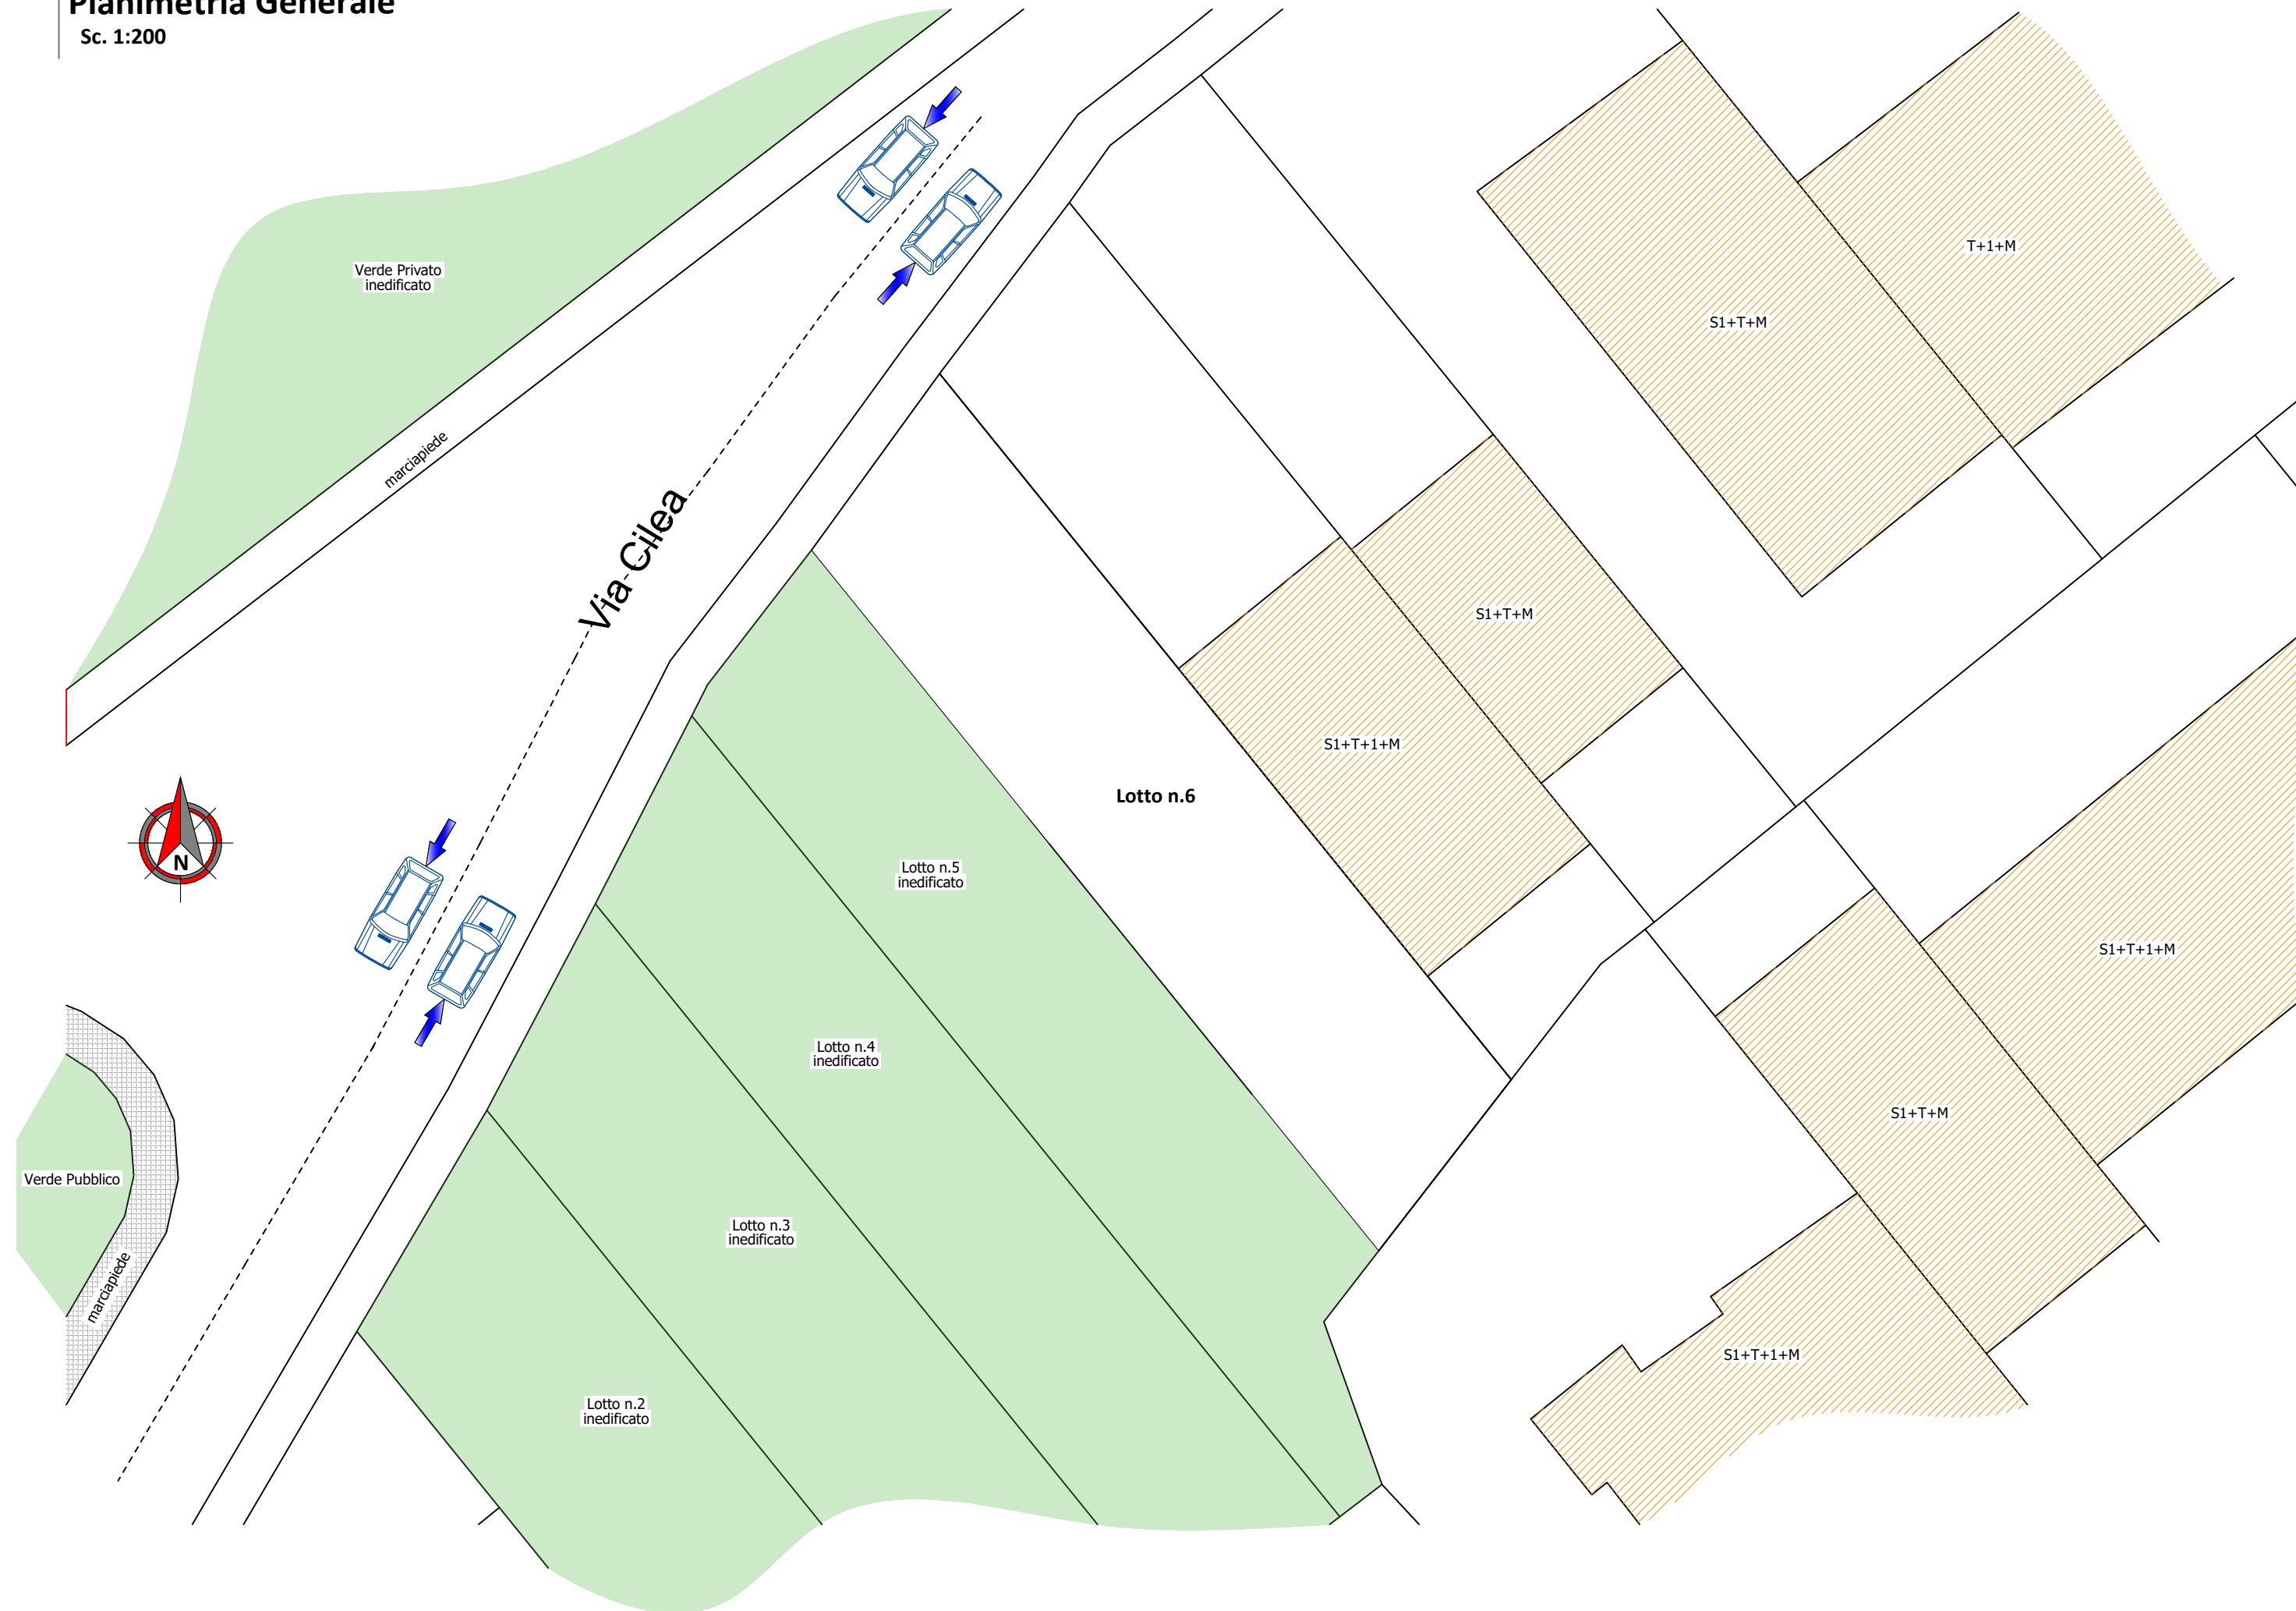 Planimetria Generale
Sc. 1:200
Verde Privato
inedificato
T+1+M
S1+T+M
marciapiede
Via Cilea
S1+T+M
S1+T+1+M
Lotto n.6
N
Lotto n.5
inedificato
S1+T+1+M
Lotto n.4
inedificato
S1+T+M
Verde Pubblico
Lotto n.3
inedificato
marciapiede
S1+T+1+M
Lotto n.2
inedificato